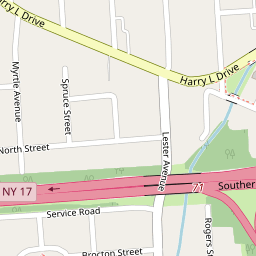 Harry L Drive
Harry L Drive
Myrtle Avenue
Spruce Street
Lester Avenue
North Street
NY 17
71
Souther
Service Road
Rogers S
Brocton Street